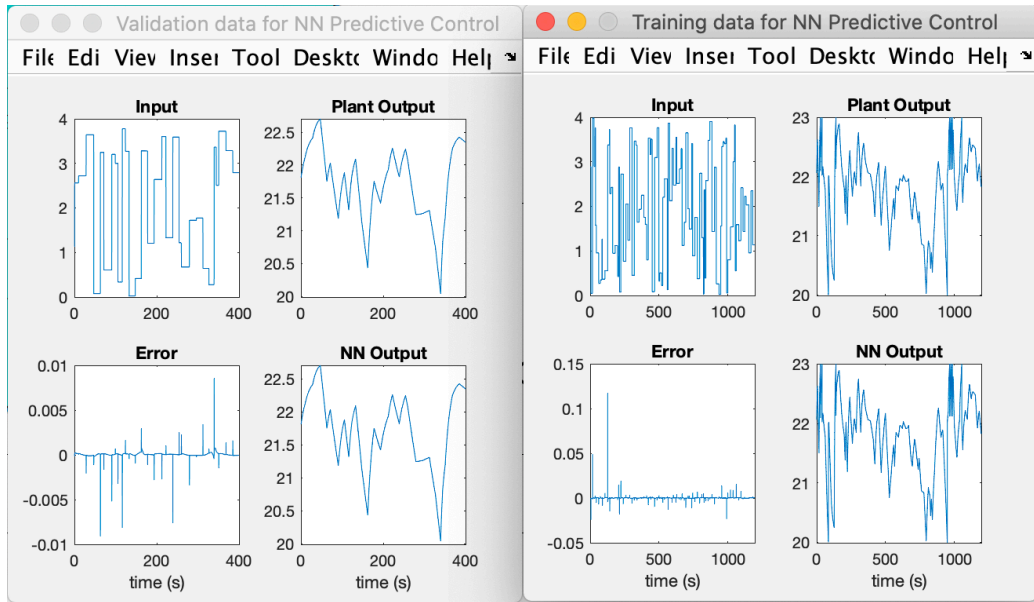 Validation data for NN Predictive Control
File Edi View Inser Tool Deskto Windo Help
Input
Plant Output
4
3
2
1
0
0 200 400
22.5
22
21.5
21
20.5
20
0 200 400
Error
NN Output
0.01
0.005
0
-0.005
-0.01
0 200 400
time (s)
22.5
22
21.5
21
20.5
20
0 200 400
time (s)
Training data for NN Predictive Control
File Edi View Inser Tool Deskto Windo Help
Input
Plant Output
4
3
2
1
0
0 500 1000
23
22
21
20
0 500 1000
Error
NN Output
0.15
0.1
0.05
0
-0.05
0 500 1000
time (s)
23
22
21
20
0 500 1000
time (s)